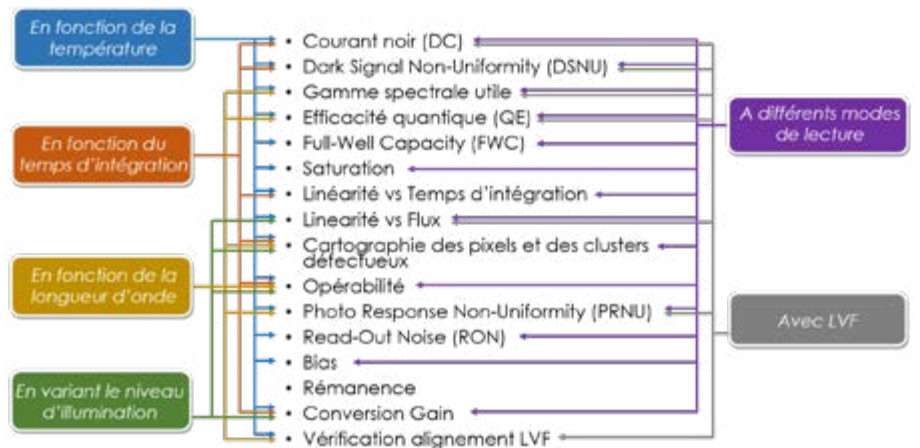 En fonction de la
température
En fonction du
temps d'intégration
En fonction de la
longueur d'onde
En variant le niveau
d'illumination
• Courant noir (DC)
• Dark Signal Non-Uniformity (DSNU)
• Gamme spectrale utile
• Efficacité quantique (QE)
• Full-Well Capacity (FWC)
• Saturation
• Linéarité vs Temps d'intégration
• Linearité vs Flux
• Cartographie des pixels et des clusters
défectueux
• Opérabilité
• Photo Response Non-Uniformity (PRNU)
• Read-Out Noise (RON)
• Bias
• Rémanence
• Conversion Gain
• Vérification alignement LVF
A différents modes
de lecture
Avec LVF